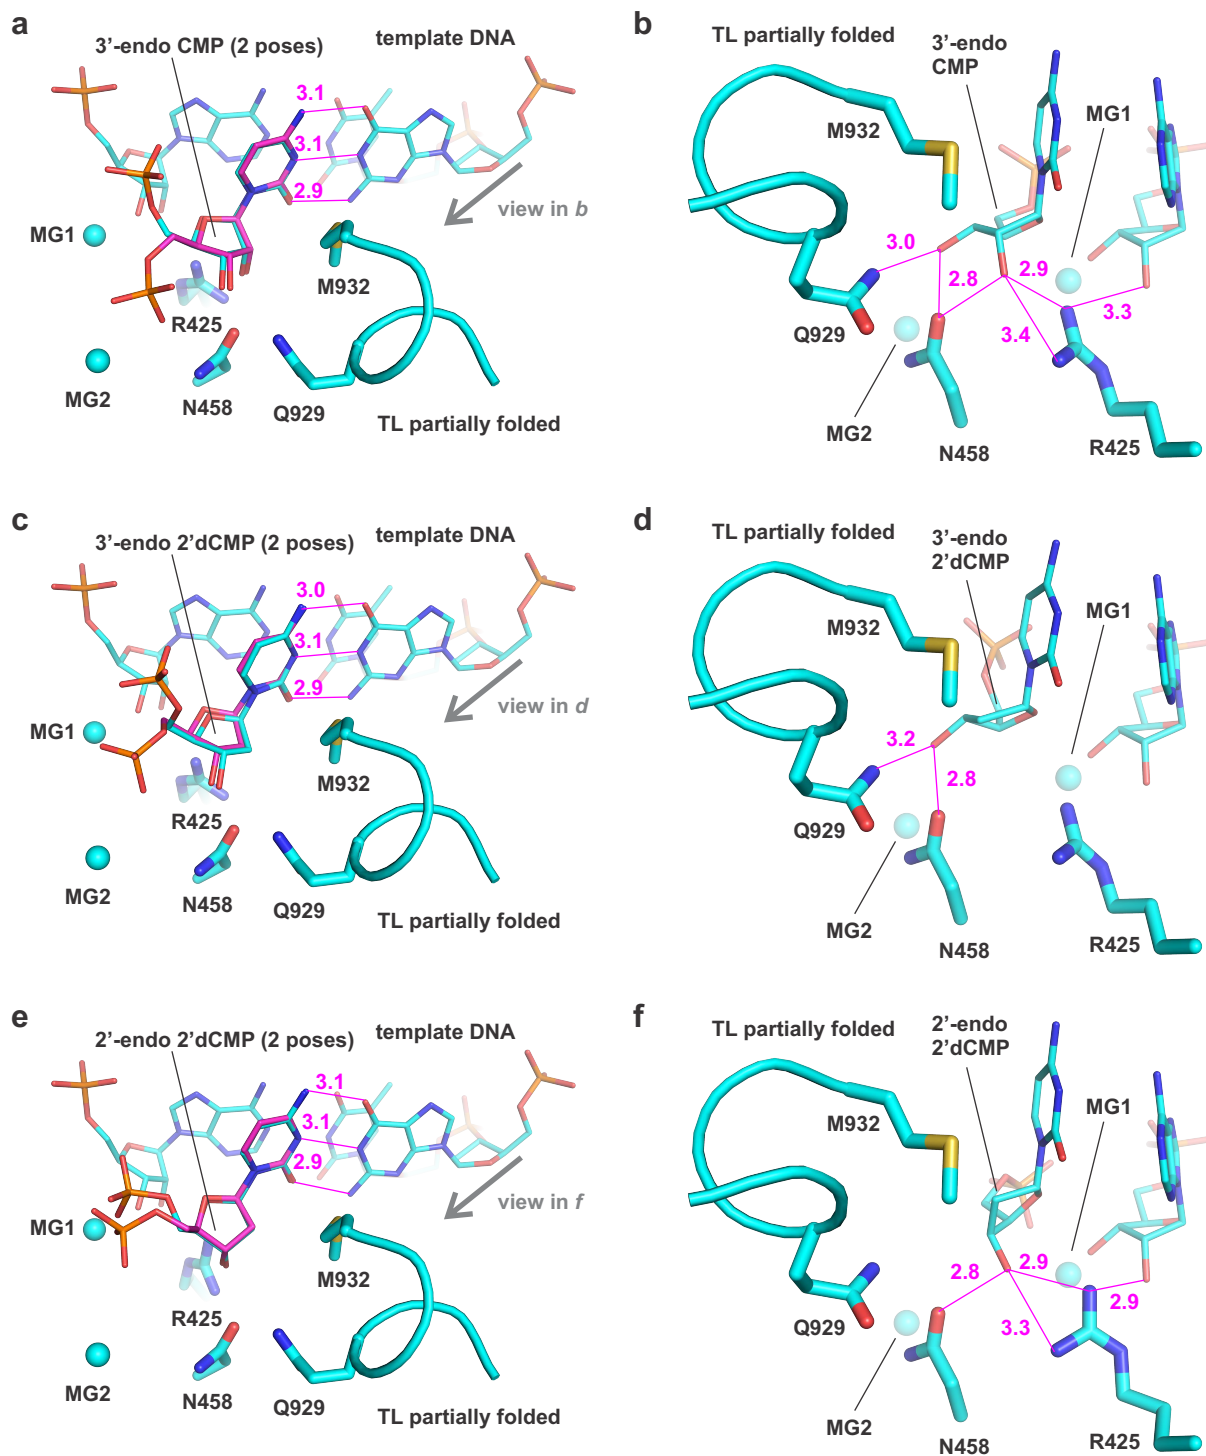 a
3’-endo CMP (2 poses)
template DNA
3.1
3.1
2.9
view in b
MG1
M932
R425
MG2
N458
Q929
TL partially folded
b
TL partially folded
3’-endo
CMP
MG1
M932
3.0
2.8
2.9
3.3
3.4
Q929
MG2
N458
R425
c
3’-endo 2’dCMP (2 poses)
template DNA
3.0
3.1
2.9
view in d
MG1
M932
R425
MG2
N458
Q929
TL partially folded
d
TL partially folded
3’-endo
2’dCMP
MG1
M932
3.2
2.8
Q929
MG2
N458
R425
e
2’-endo 2’dCMP (2 poses)
template DNA
3.1
3.1
2.9
view in f
MG1
M932
R425
MG2
N458
Q929
TL partially folded
f
TL partially folded
2’-endo
2’dCMP
MG1
M932
2.8
2.9
2.9
3.3
Q929
MG2
N458
R425